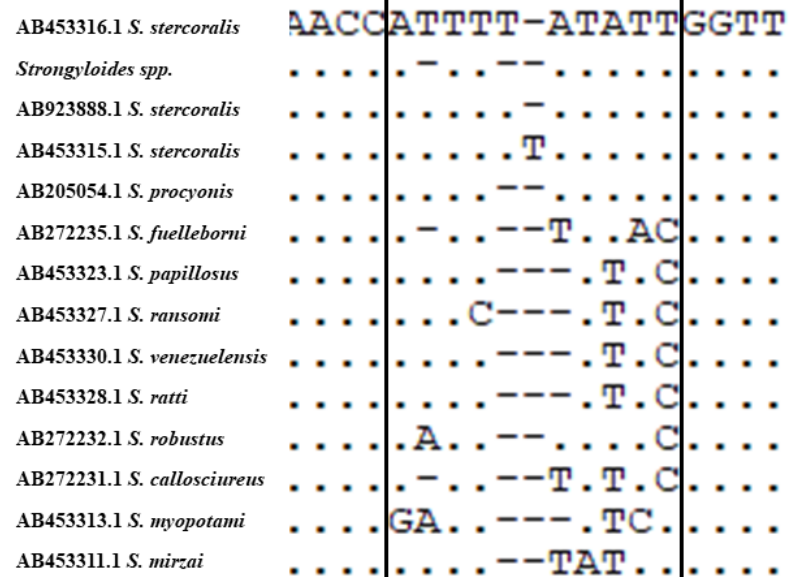 AB453316.1 S. stercoralis AACCATTTT-ATATTGGTT
Strongyloides spp. .....-..--.........
AB923888.1 S. stercoralis .........-.........
AB453315.1 S. stercoralis .........T.........
AB205054.1 S. procyonis ........--.........
AB272235.1 S. fuelleborni .....-..--T..AC....
AB453323.1 S. papillosus ........---.T.C....
AB453327.1 S. ransomi .......C---.T.C....
AB453330.1 S. venezuelensis ........---.T.C....
AB453328.1 S. ratti ........---.T.C....
AB272232.1 S. robustus .....A..--....C....
AB272231.1 S. callosciureus .....-..--T.T.C....
AB453313.1 S. myopotami ....GA..---.TC.....
AB453311.1 S. mirzai ........--TAT......